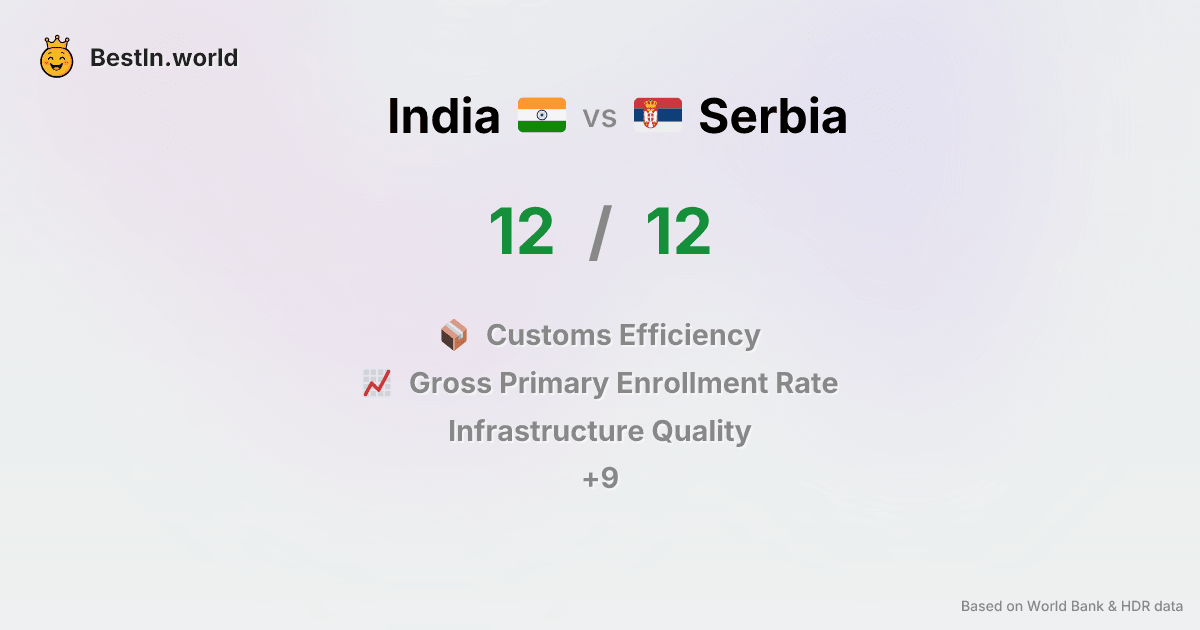 BestIn.world
India vs Serbia
12 / 12
Customs Efficiency
Gross Primary Enrollment Rate
Infrastructure Quality
+9
Based on World Bank & HDR data